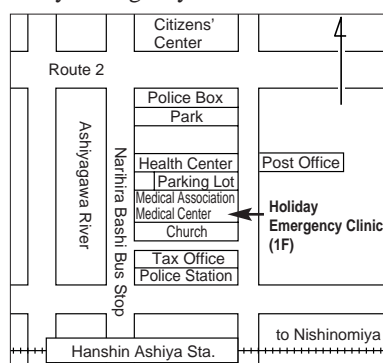 Citizens'
Center
Route 2
Police Box
Park
Ashiyagawa River
Narihira Bashi Bus Stop
Health Center
Post Office
Parking Lot
Medical Association
Medical Center
Holiday
Emergency Clinic
(1F)
Church
Tax Office
Police Station
to Nishinomiya
Hanshin Ashiya Sta.